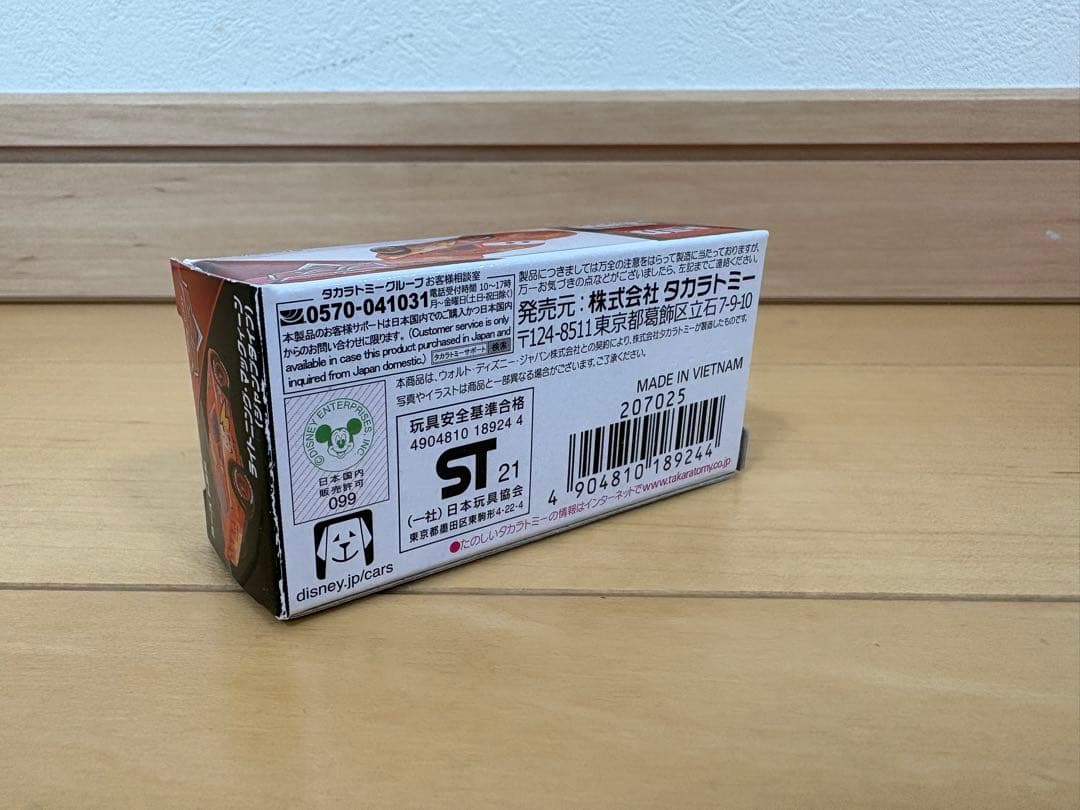 タカラトミーグループお客様相談室
0570-041031
電話受付時間 10〜17時
月〜金曜日(土日・祝日除く)
本製品のお客様サポートは日本国内でのご購入かつ日本国内
からのお問い合わせに限ります。(Customer service is only
available in case this product purchased in Japan and
inquired from Japan domestic.)
タカラトミーサポート 検索
製品につきましては万全の注意をはらって製造に当たっておりますが、
万一お気づきの点などがございましたら、左記までご連絡ください。
発売元:株式会社 タカラトミー
〒124-8511 東京都葛飾区立石7-9-10
本商品は、ウォルト・ディズニー・ジャパン株式会社との契約により、株式会社タカラトミーが製造したものです。
写真やイラストは商品と一部異なる場合がございます。ご了承ください。
MADE IN VIETNAM
©DISNEY ENTERPRISES, INC
日本国内
販売許可
099
玩具安全基準合格
4904810 18924 4
ST 21
(一社)日本玩具協会
東京都墨田区東駒形4-22-4
207025
4 904810 189244
●たのしいタカラトミーの情報はインターネットでwww.takaratomy.co.jp
disney.jp/cars
ライトニング・マックィーン